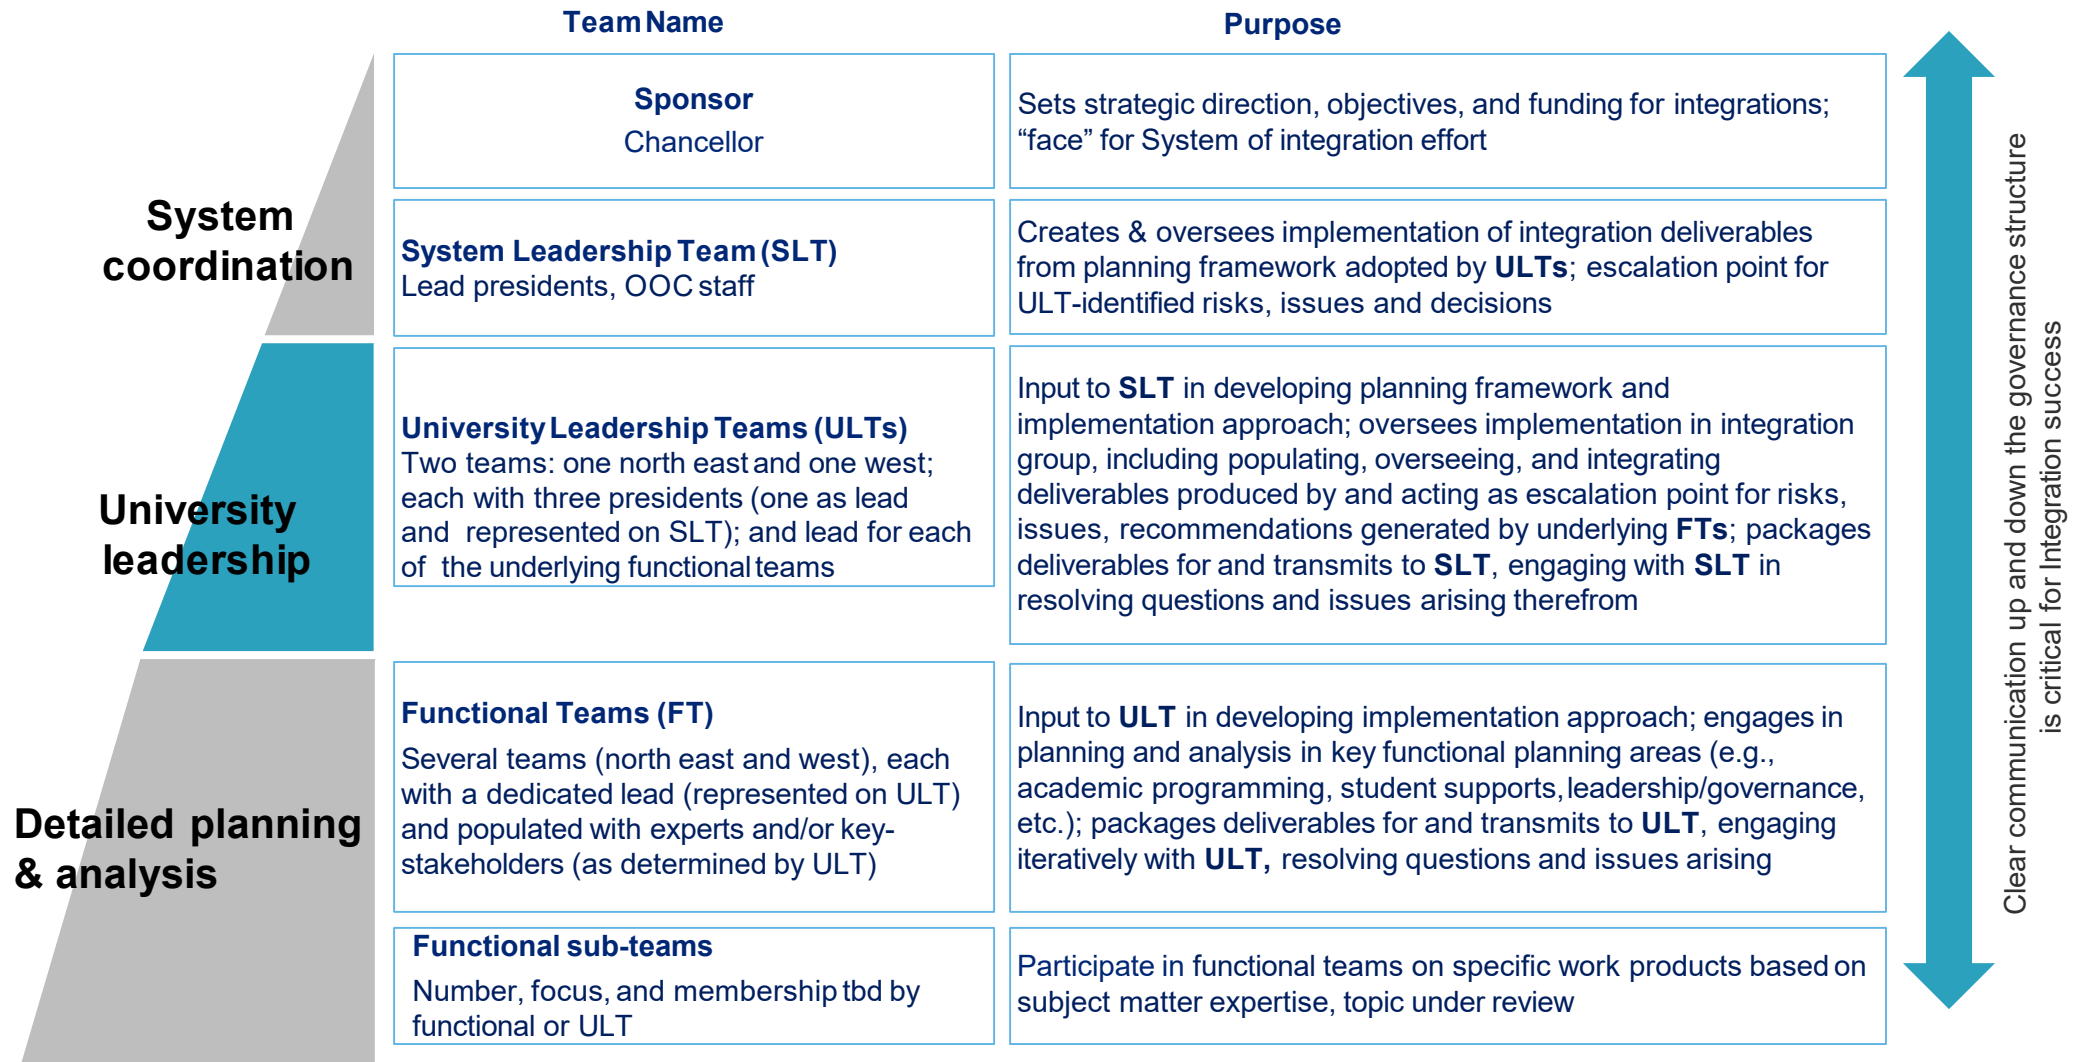 Team Name
Purpose
System
coordination
Sponsor
Chancellor
Sets strategic direction, objectives, and funding for integrations;
“face” for System of integration effort
System Leadership Team (SLT)
Lead presidents, OOC staff
Creates & oversees implementation of integration deliverables
from planning framework adopted by ULTs; escalation point for
ULT-identified risks, issues and decisions
University
leadership
University Leadership Teams (ULTs)
Two teams: one north east and one west;
each with three presidents (one as lead
and represented on SLT); and lead for each
of the underlying functional teams
Input to SLT in developing planning framework and
implementation approach; oversees implementation in integration
group, including populating, overseeing, and integrating
deliverables produced by and acting as escalation point for risks,
issues, recommendations generated by underlying FTs; packages
deliverables for and transmits to SLT, engaging with SLT in
resolving questions and issues arising therefrom
Detailed planning
& analysis
Functional Teams (FT)
Several teams (north east and west), each
with a dedicated lead (represented on ULT)
and populated with experts and/or key-
stakeholders (as determined by ULT)
Input to ULT in developing implementation approach; engages in
planning and analysis in key functional planning areas (e.g.,
academic programming, student supports, leadership/governance,
etc.); packages deliverables for and transmits to ULT, engaging
iteratively with ULT, resolving questions and issues arising
Functional sub-teams
Number, focus, and membership tbd by
functional or ULT
Participate in functional teams on specific work products based on
subject matter expertise, topic under review
Clear communication up and down the governance structure
is critical for Integration success